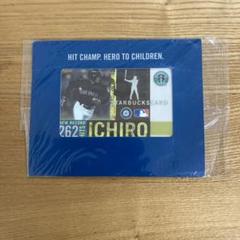 HIT CHAMP. HERO TO CHILDREN.
STARBUCKS CARD
NEW RECORD
262 HITS
ICHIRO